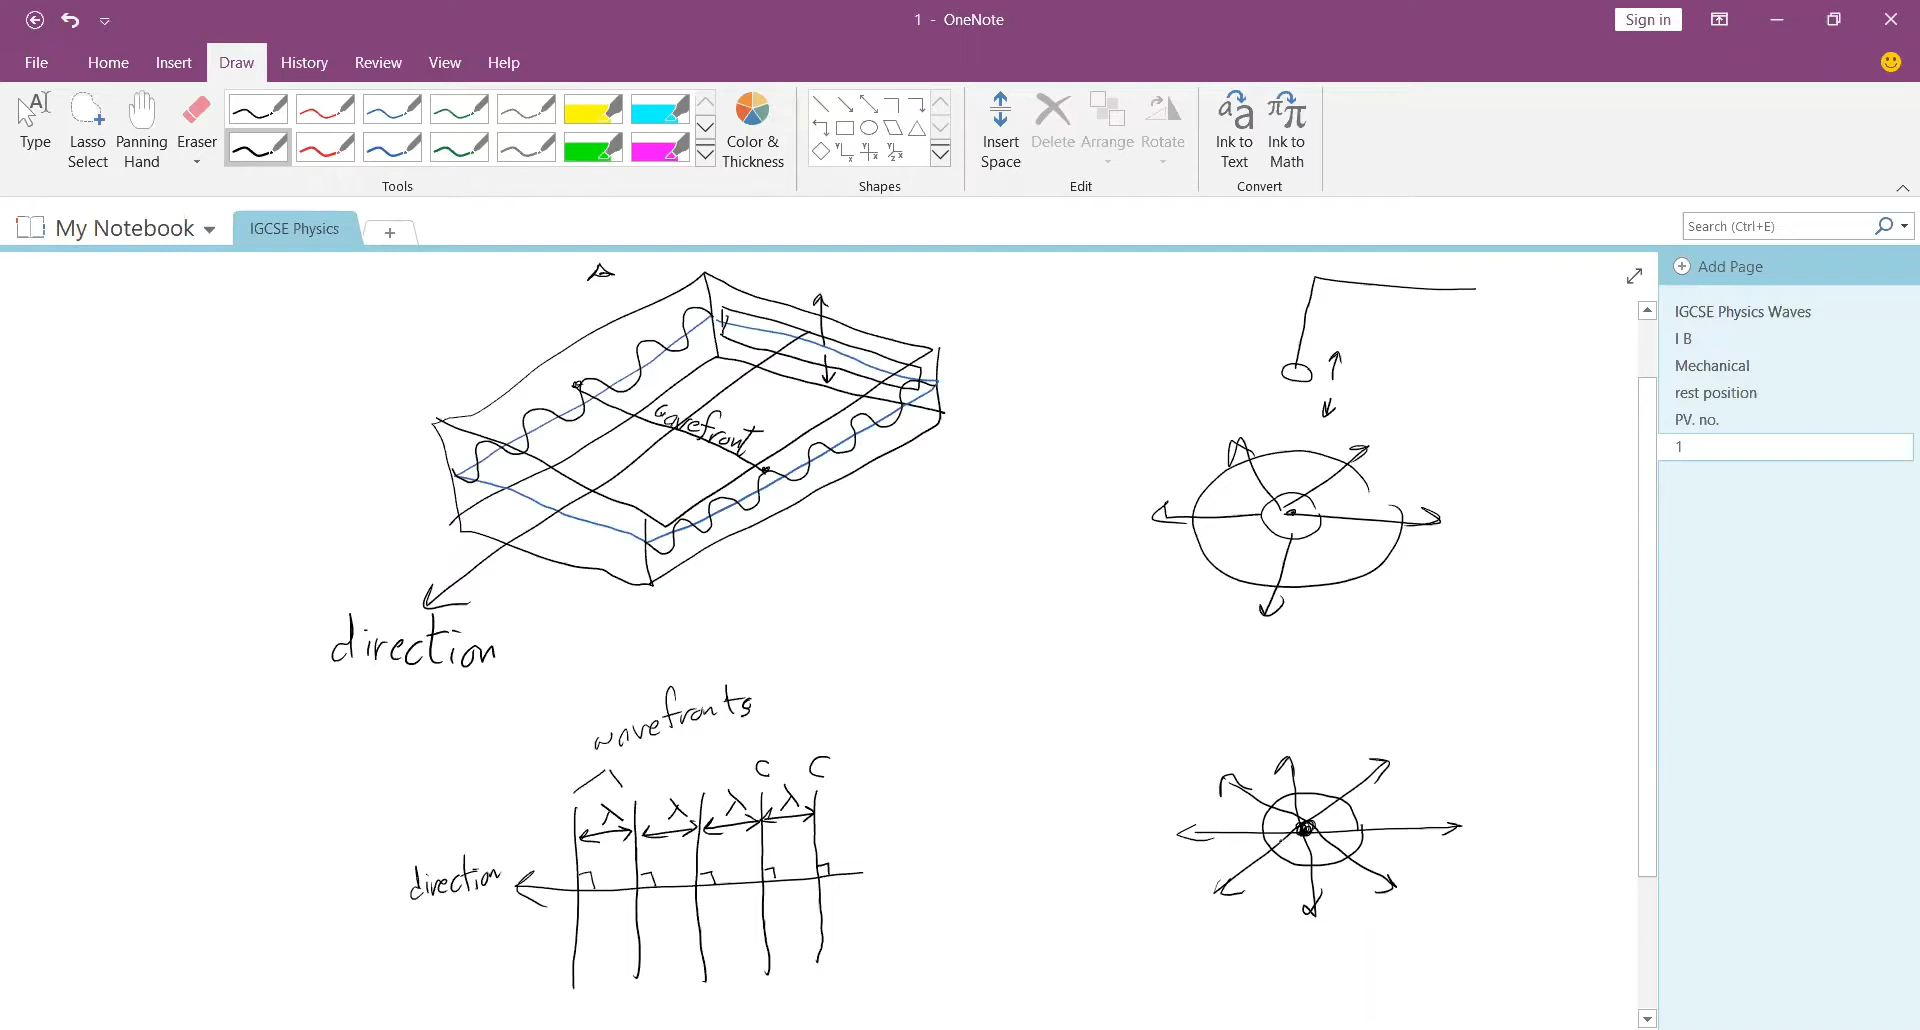 1 - OneNote
Sign in
File Home Insert Draw History Review View Help
Type
Lasso Select
Panning Hand
Eraser
Color & Thickness
Insert Space
Delete
Arrange
Rotate
Ink to Text
Ink to Math
Tools
Shapes
Edit
Convert
My Notebook
IGCSE Physics
Search (Ctrl+E)
Add Page
IGCSE Physics Waves
I B
Mechanical
rest position
PV. no.
1
wavefront
direction
wavefronts
C C
λ λ λ λ
direction